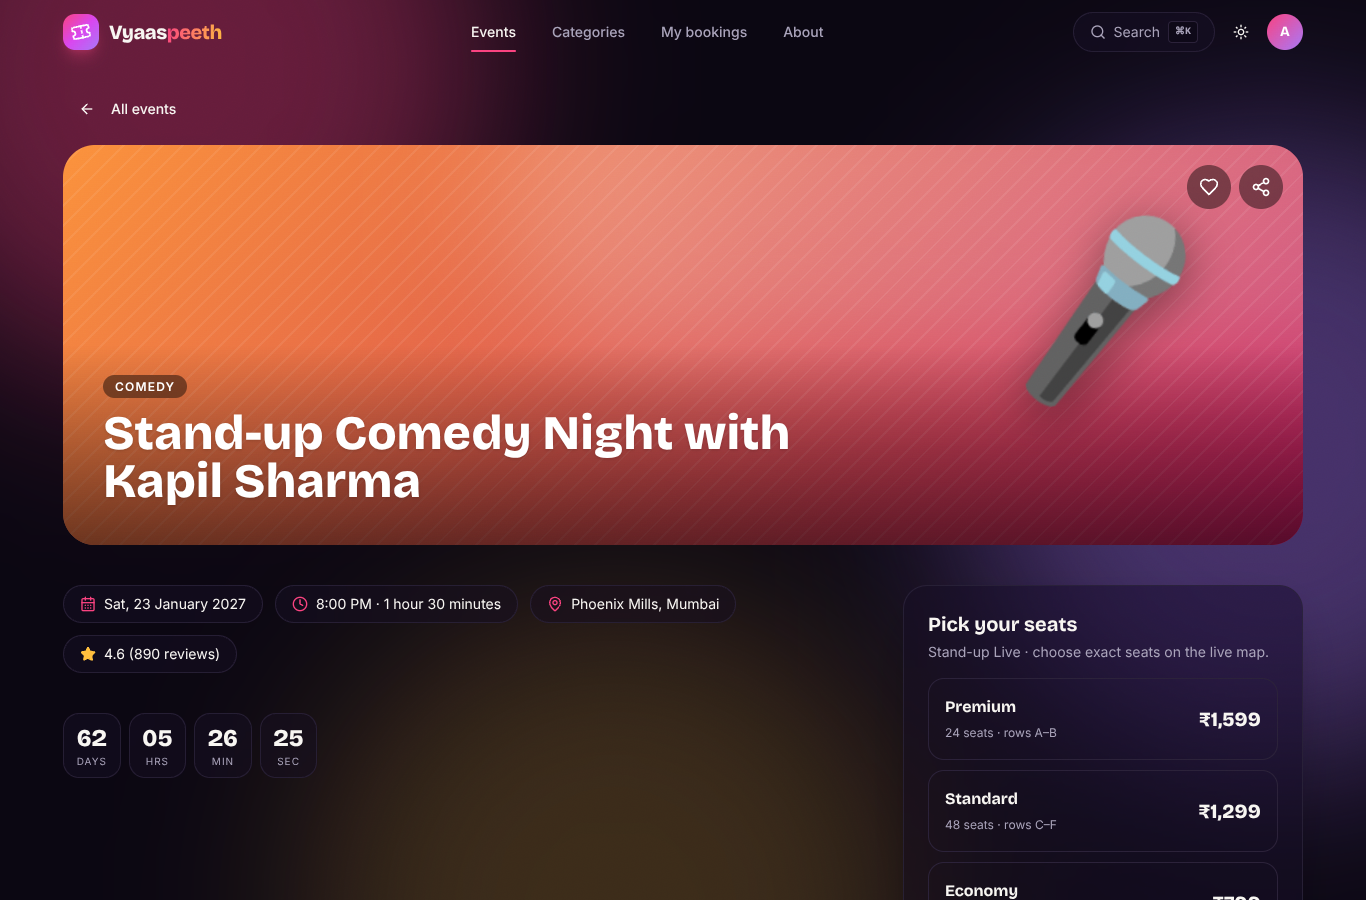 Vyaaspeeth
Events
Categories
My bookings
About
Search
⌘K
A
All events
COMEDY
Stand-up Comedy Night with
Kapil Sharma
Sat, 23 January 2027
8:00 PM · 1 hour 30 minutes
Phoenix Mills, Mumbai
4.6 (890 reviews)
62
DAYS
05
HRS
26
MIN
25
SEC
Pick your seats
Stand-up Live · choose exact seats on the live map.
Premium
24 seats · rows A–B
₹1,599
Standard
48 seats · rows C–F
₹1,299
Economy